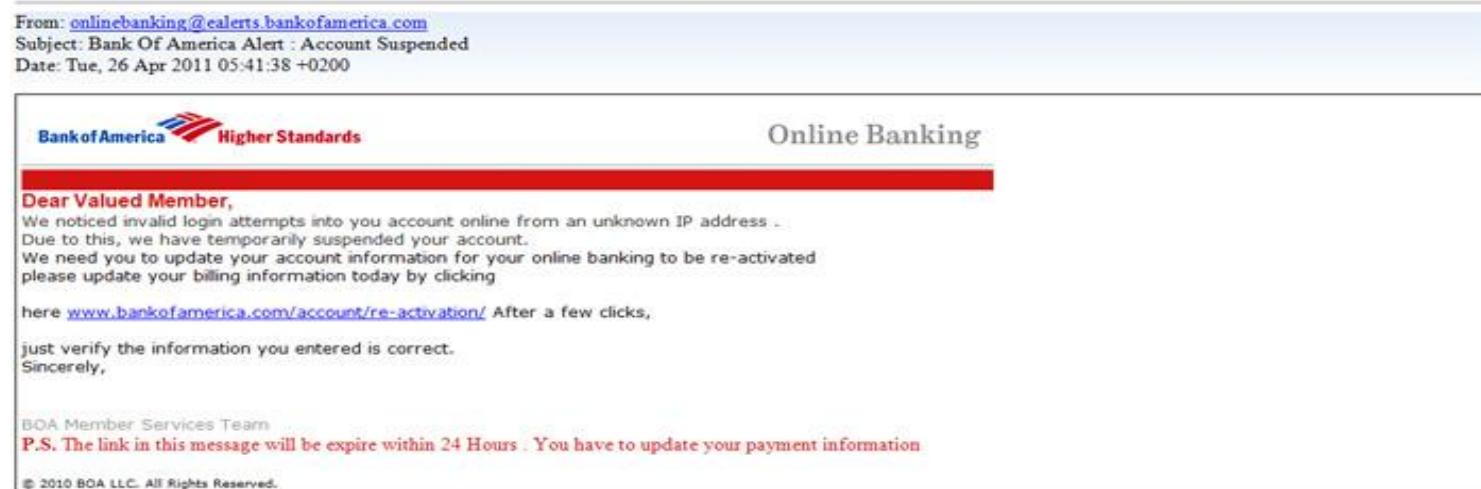 From: onlinebanking@ealerts.bankofamerica.com
Subject: Bank Of America Alert : Account Suspended
Date: Tue, 26 Apr 2011 05:41:38 +0200
Bank of America Higher Standards
Online Banking
Dear Valued Member,
We noticed invalid login attempts into you account online from an unknown IP address .
Due to this, we have temporarily suspended your account.
We need you to update your account information for your online banking to be re-activated
please update your billing information today by clicking
here www.bankofamerica.com/account/re-activation/ After a few clicks,
just verify the information you entered is correct.
Sincerely,
BOA Member Services Team
P.S. The link in this message will be expire within 24 Hours . You have to update your payment information
© 2010 BOA LLC. All Rights Reserved.